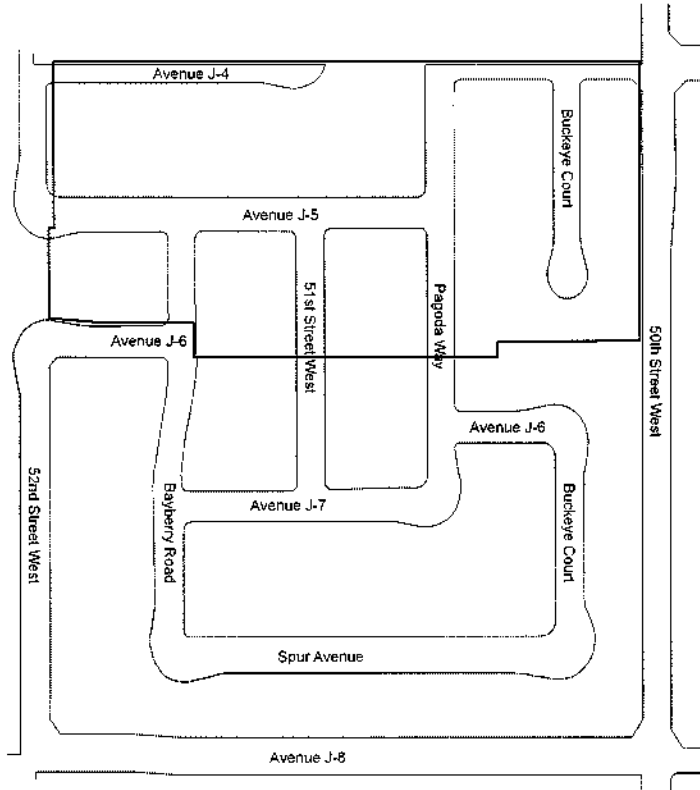 Avenue J-4
Buckeye Court
Avenue J-5
51st Street West
Pagoda Way
Avenue J-6
50th Street West
Avenue J-6
52nd Street West
Bayberry Road
Avenue J-7
Buckeye Court
Spur Avenue
Avenue J-8